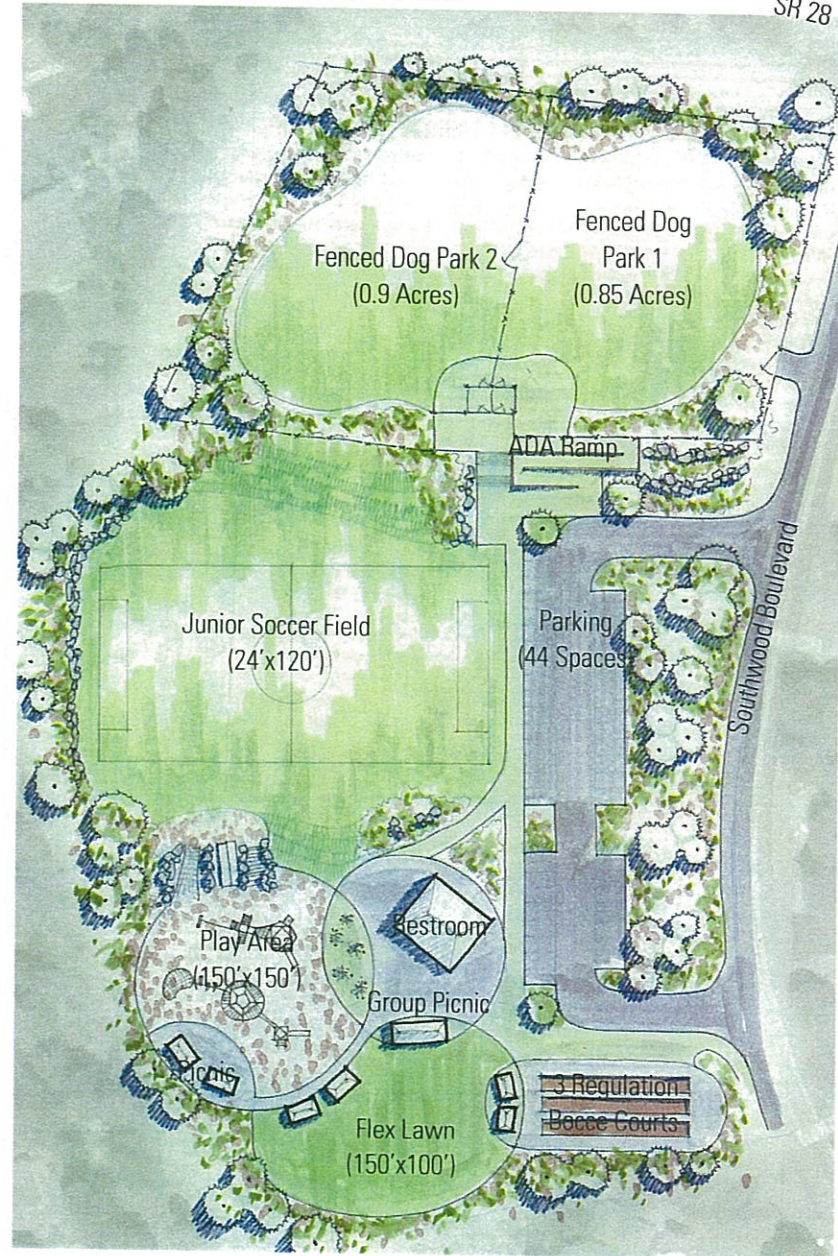 SR 28
Fenced Dog
Park 1
(0.85 Acres)
Fenced Dog Park 2
(0.9 Acres)
ADA Ramp
Junior Soccer Field
(24'x120')
Parking
(44 Spaces)
Southwood Boulevard
Restroom
Play Area
(150'x150')
Group Picnic
Picnic
3 Regulation
Bocce Courts
Flex Lawn
(150'x100')